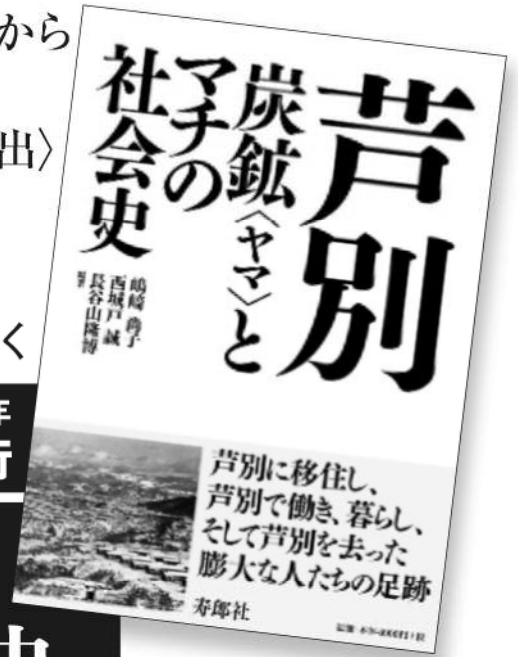 芦別
炭鉱〈ヤマ〉と
マチの
社会史
嶋﨑 尚子
西城戸 誠
長谷山隆博
編著
芦別に移住し、
芦別で働き、暮らし、
そして芦別を去った
膨大な人たちの足跡
寿郎社
から
出〉
く
年